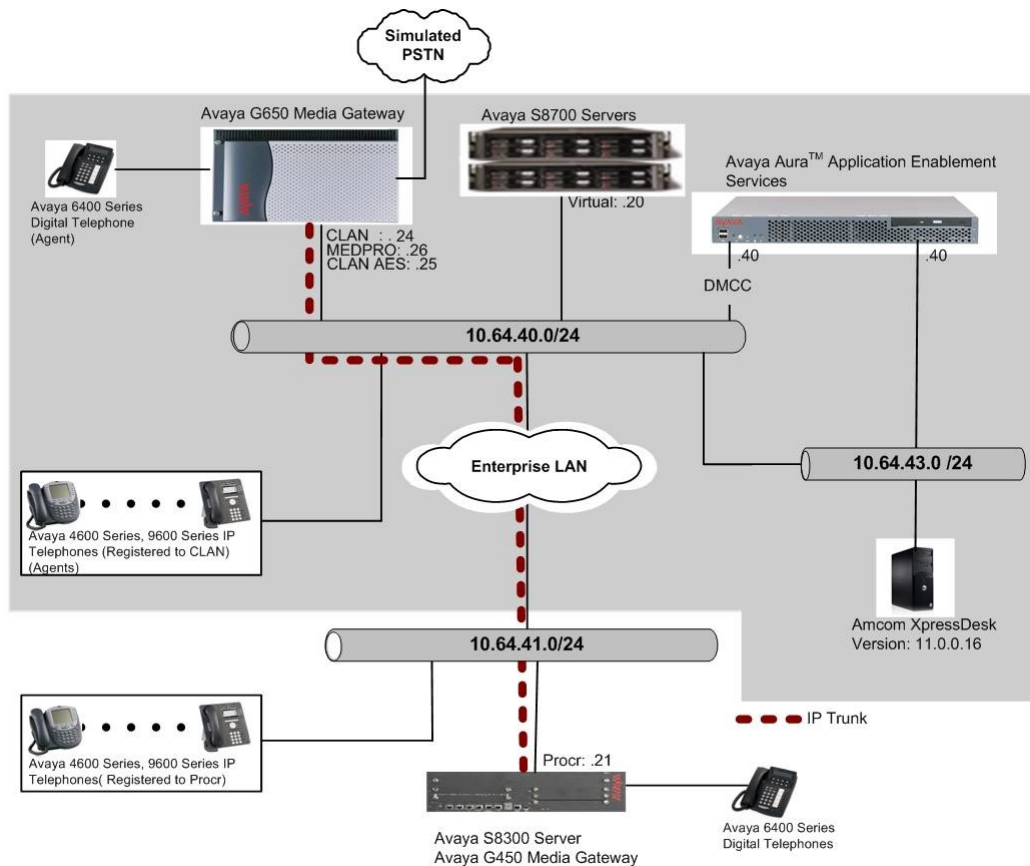 Simulated
PSTN
Avaya G650 Media Gateway
Avaya S8700 Servers
Avaya Aura™ Application Enablement
Services
Avaya 6400 Series
Digital Telephone
(Agent)
Virtual: .20
CLAN : . 24
MEDPRO: .26
CLAN AES: .25
.40
.40
DMCC
10.64.40.0/24
Enterprise LAN
10.64.43.0 /24
Avaya 4600 Series, 9600 Series IP
Telephones (Registered to CLAN)
(Agents)
Amcom XpressDesk
Version: 11.0.0.16
10.64.41.0/24
IP Trunk
Avaya 4600 Series, 9600 Series IP
Telephones( Registered to Procr)
Procr: .21
Avaya S8300 Server
Avaya G450 Media Gateway
Avaya 6400 Series
Digital Telephones